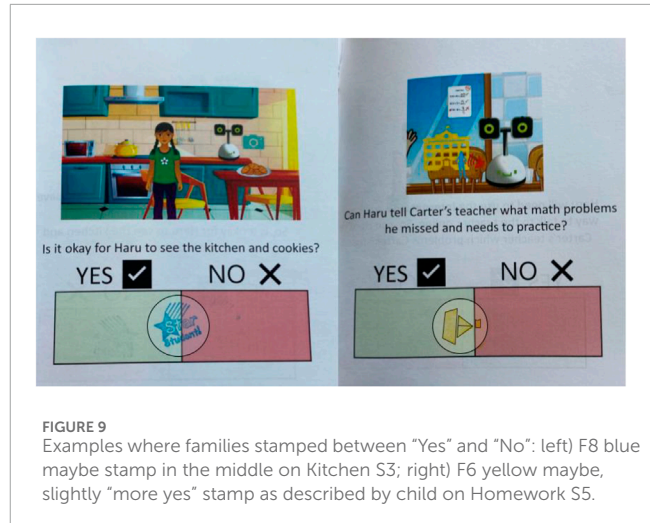 Is it okay for Haru to see the kitchen and cookies?
YES NO
Star
Student!
Can Haru tell Carter's teacher what math problems
he missed and needs to practice?
YES NO
FIGURE 9
Examples where families stamped between "Yes" and "No": left) F8 blue
maybe stamp in the middle on Kitchen S3; right) F6 yellow maybe,
slightly "more yes" stamp as described by child on Homework S5.